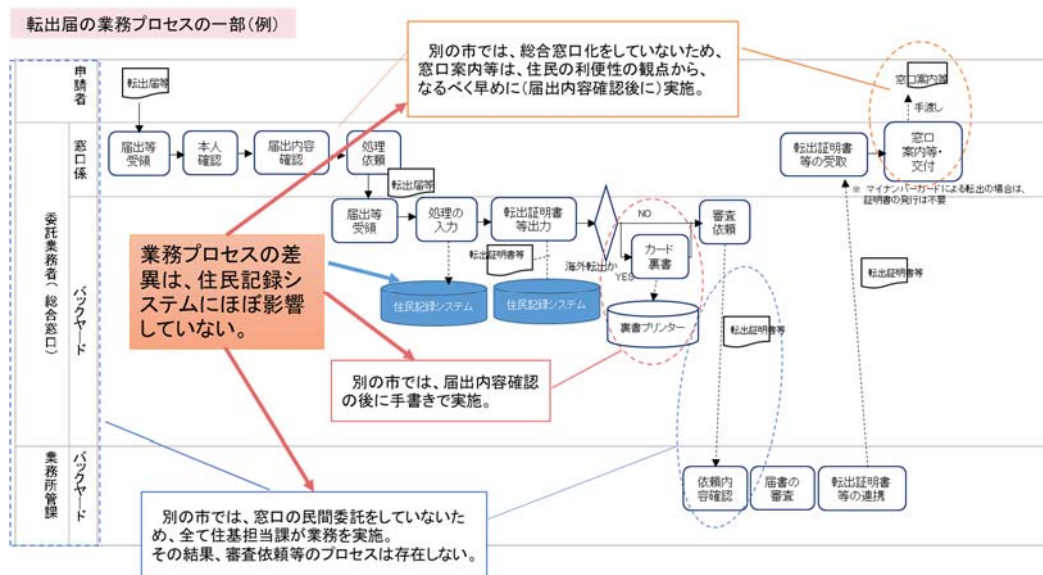 転出届の業務プロセスの一部（例）
別の市では、総合窓口化をしていないため、
窓口案内等は、住民の利便性の観点から、
なるべく早めに（届出内容確認後に）実施。
申請者
転出届等
窓口案内等
手渡し
委託業務者（総合窓口）
窓口係
届出等
受領
本人
確認
届出内容
確認
処理
依頼
転出届等
転出証明書
等の受取
窓口
案内等・
交付
※ マイナンバーカードによる転出の場合は、
証明書の発行は不要
バックヤード
届出等
受領
処理の
入力
転出証明書
等出力
海外転出か
NO
YES
カード
裏書
審査
依頼
転出証明書等
住民記録システム
住民記録システム
裏書プリンター
転出証明書等
転出証明書等
業務プロセスの差
異は、住民記録シ
ステムにほぼ影響
していない。
別の市では、届出内容確認
の後に手書きで実施。
業務所管課
バックヤード
依頼内
容確認
届書の
審査
転出証明書
等の連携
別の市では、窓口の民間委託をしていないた
め、全て住基担当課が業務を実施。
その結果、審査依頼等のプロセスは存在しない。